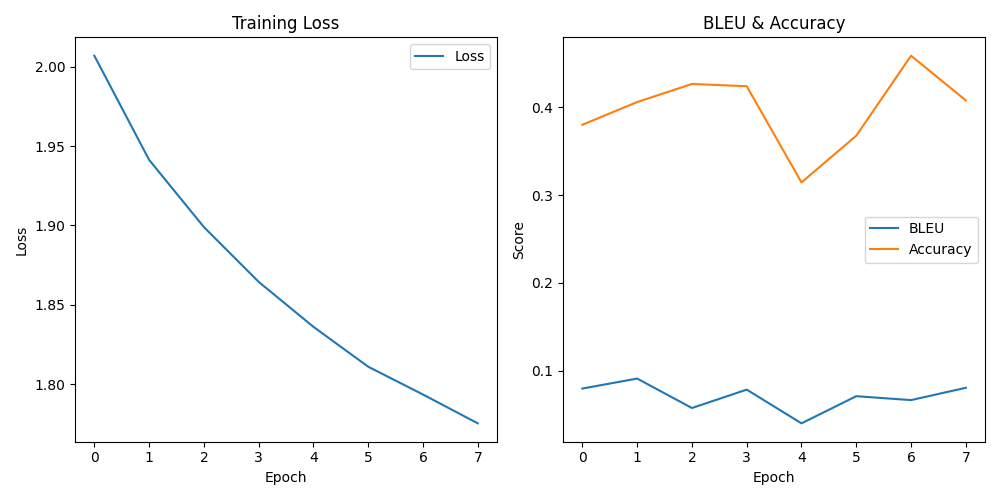 Training Loss
Loss
2.00
1.95
1.90
1.85
1.80
Loss
0 1 2 3 4 5 6 7
Epoch
BLEU & Accuracy
0.4
0.3
0.2
0.1
Score
BLEU
Accuracy
0 1 2 3 4 5 6 7
Epoch